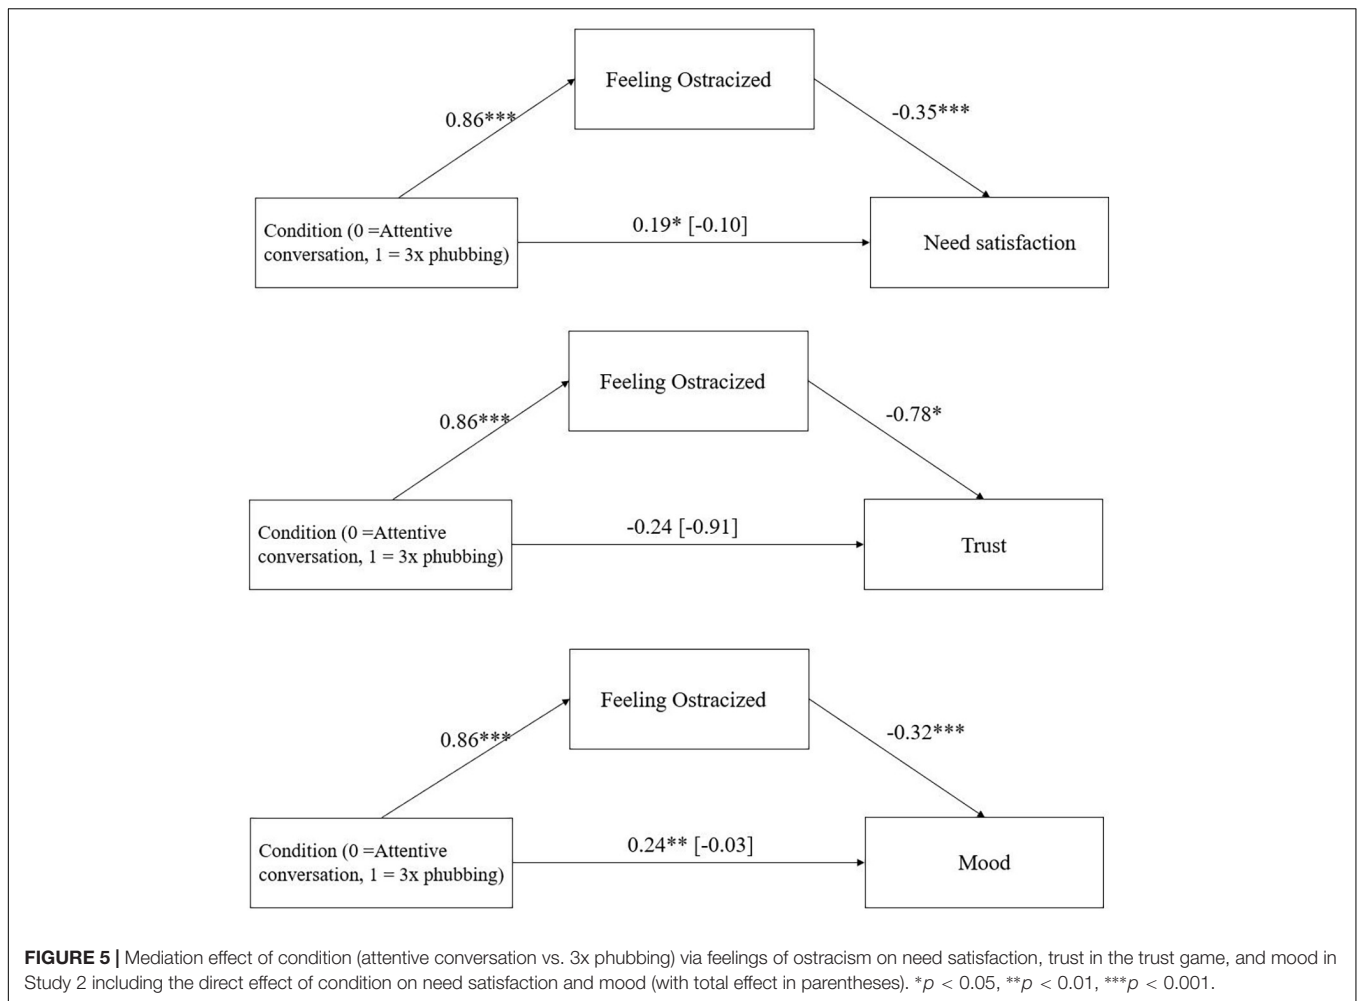 Feeling Ostracized
0.86***
-0.35***
Condition (0 =Attentive
conversation, 1 = 3x phubbing)
0.19* [-0.10]
Need satisfaction
Feeling Ostracized
0.86***
-0.78*
Condition (0 =Attentive
conversation, 1 = 3x phubbing)
-0.24 [-0.91]
Trust
Feeling Ostracized
0.86***
-0.32***
Condition (0 =Attentive
conversation, 1 = 3x phubbing)
0.24** [-0.03]
Mood
FIGURE 5 | Mediation effect of condition (attentive conversation vs. 3x phubbing) via feelings of ostracism on need satisfaction, trust in the trust game, and mood in
Study 2 including the direct effect of condition on need satisfaction and mood (with total effect in parentheses). *p < 0.05, **p < 0.01, ***p < 0.001.